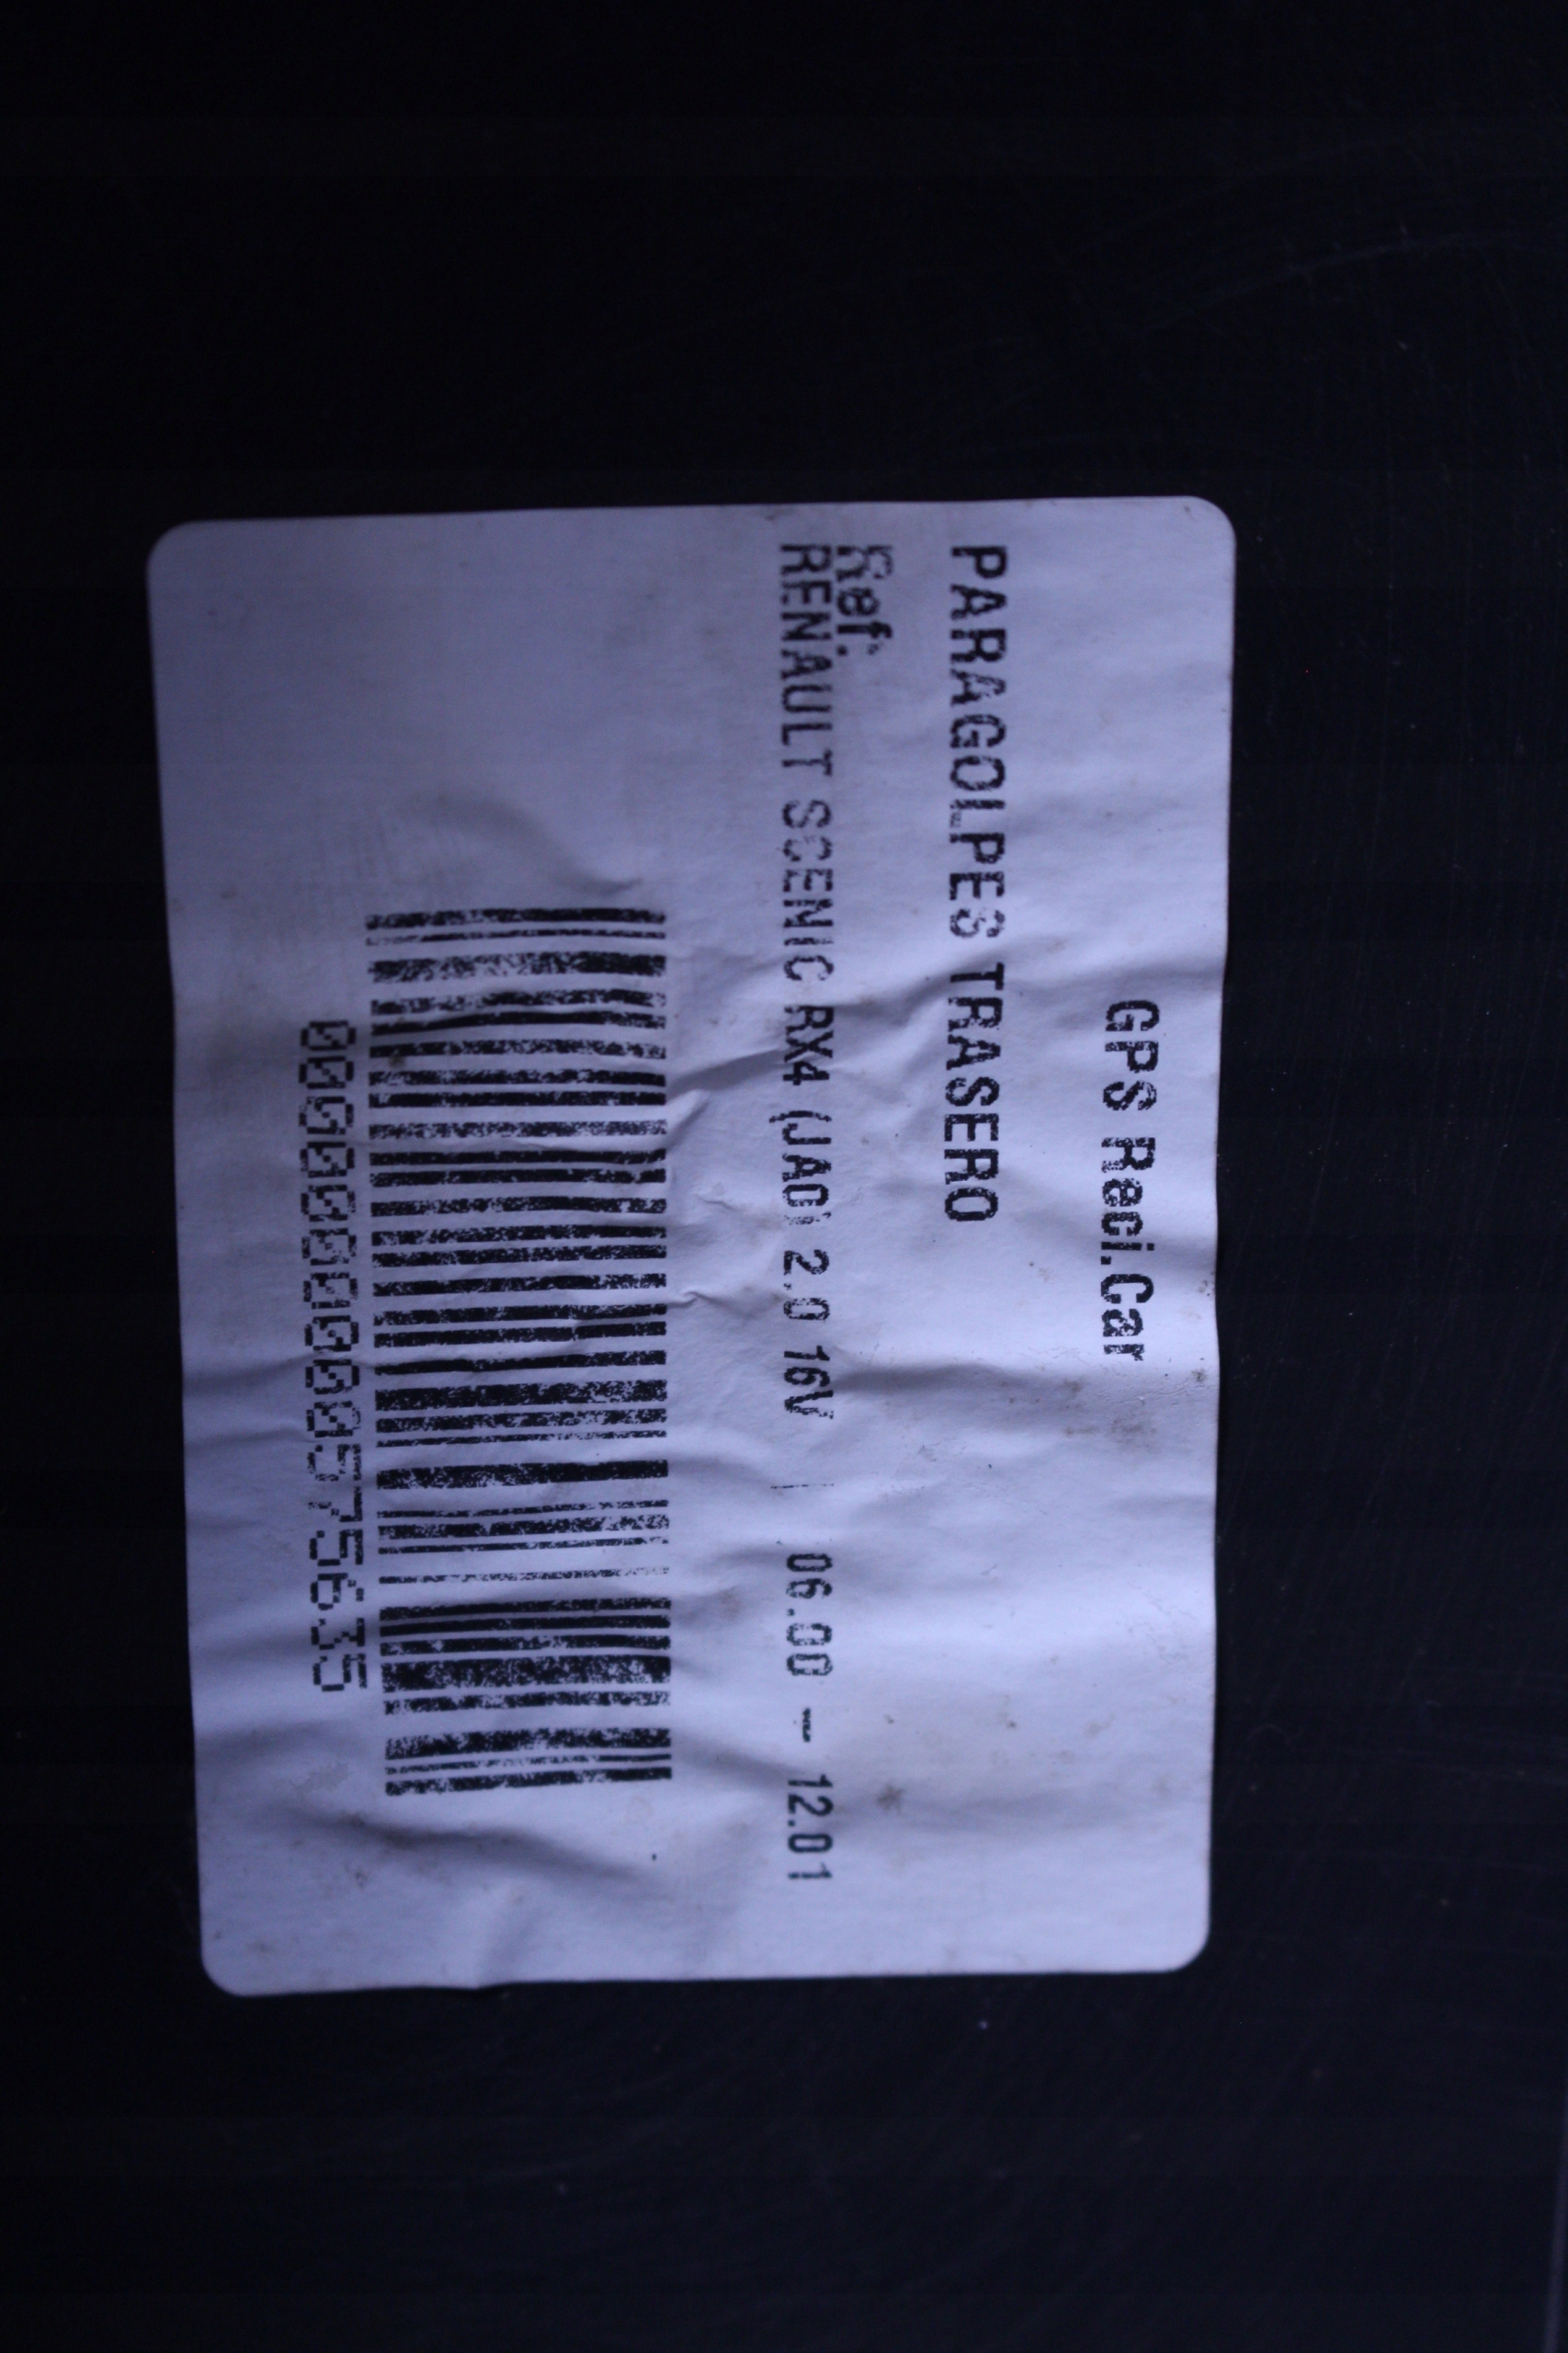 GPS Reci.Car
PARAGOLPES TRASERO
Ref.
RENAULT SCENIC RX4 (JA0) 2.0 16V | 06.00 - 12.01
0000000000575635